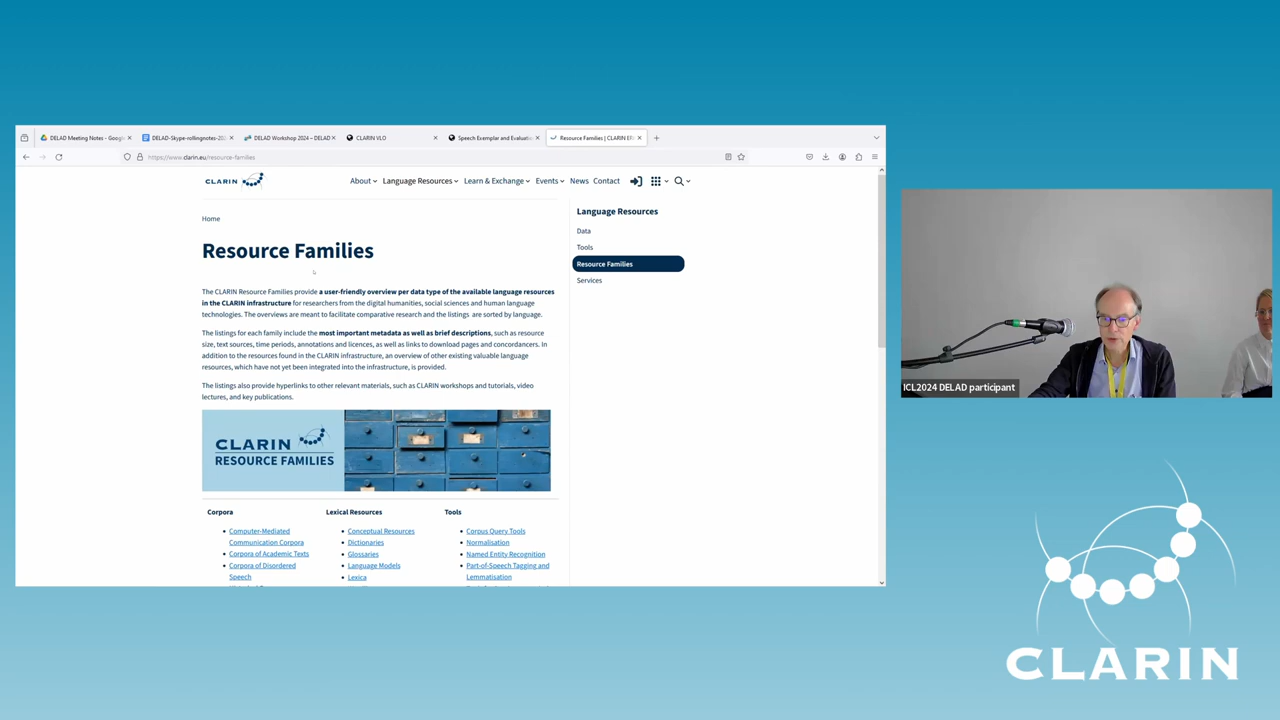 DELAD Meeting Notes - Google
DELAD-Skype-rollingnotes-202
DELAD Workshop 2024 – DELAD
CLARIN VLO
Speech Exemplar and Evaluation
Resource Families | CLARIN ER
https://www.clarin.eu/resource-families
CLARIN
About
Language Resources
Learn & Exchange
Events
News
Contact
Home
Resource Families
The CLARIN Resource Families provide a user-friendly overview per data type of the available language resources
in the CLARIN infrastructure for researchers from the digital humanities, social sciences and human language
technologies. The overviews are meant to facilitate comparative research and the listings are sorted by language.
The listings for each family include the most important metadata as well as brief descriptions, such as resource
size, text sources, time periods, annotations and licences, as well as links to download pages and concordancers. In
addition to the resources found in the CLARIN infrastructure, an overview of other existing valuable language
resources, which have not yet been integrated into the infrastructure, is provided.
The listings also provide hyperlinks to other relevant materials, such as CLARIN workshops and tutorials, video
lectures, and key publications.
CLARIN
RESOURCE FAMILIES
Corpora
Computer-Mediated
Communication Corpora
Corpora of Academic Texts
Corpora of Disordered
Speech
Lexical Resources
Conceptual Resources
Dictionaries
Glossaries
Language Models
Lexica
Tools
Corpus Query Tools
Normalisation
Named Entity Recognition
Part-of-Speech Tagging and
Lemmatisation
Language Resources
Data
Tools
Resource Families
Services
ICL2024 DELAD participant
CLARIN